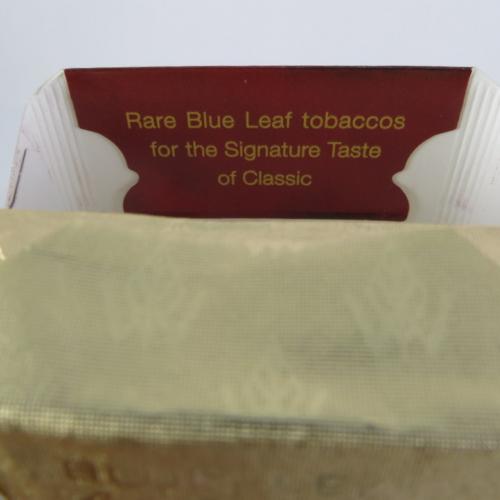 Rare Blue Leaf tobaccos
for the Signature Taste
of Classic